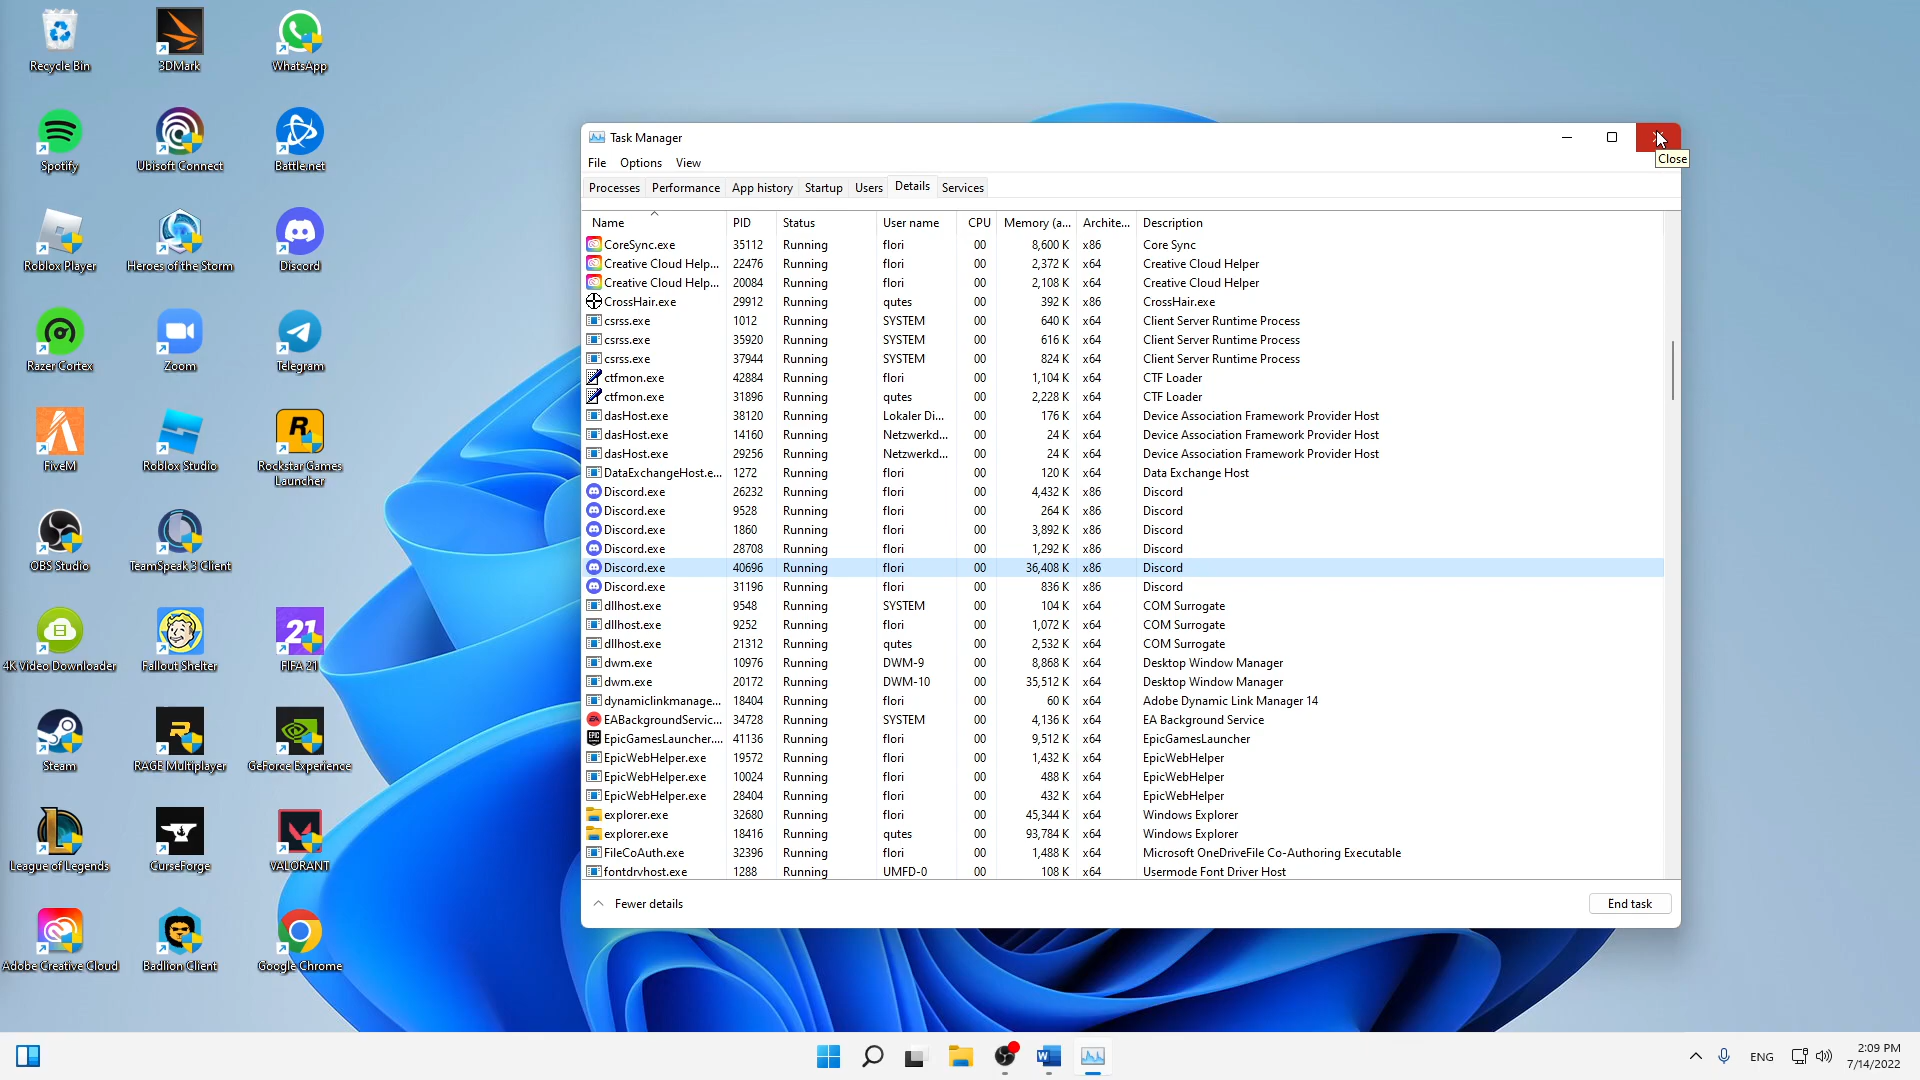 Recycle Bin
3DMark
WhatsApp
Spotify
Ubisoft Connect
Battle.net
Roblox Player
Heroes of the Storm
Discord
Razer Cortex
Zoom
Telegram
FiveM
Roblox Studio
Rockstar Games
Launcher
OBS Studio
TeamSpeak 3 Client
4K Video Downloader
Fallout Shelter
21
FIFA 21
Steam
RAGE Multiplayer
GeForce Experience
League of Legends
CurseForge
VALORANT
Adobe Creative Cloud
Badlion Client
Google Chrome
Task Manager
Close
File Options View
Processes Performance App history Startup Users Details Services
Name PID Status User name CPU Memory (a... Archite... Description
CoreSync.exe 35112 Running flori 00 8,600 K x86 Core Sync
Creative Cloud Help... 22476 Running flori 00 2,372 K x64 Creative Cloud Helper
Creative Cloud Help... 20084 Running flori 00 2,108 K x64 Creative Cloud Helper
CrossHair.exe 29912 Running qutes 00 392 K x86 CrossHair.exe
csrss.exe 1012 Running SYSTEM 00 640 K x64 Client Server Runtime Process
csrss.exe 35920 Running SYSTEM 00 616 K x64 Client Server Runtime Process
csrss.exe 37944 Running SYSTEM 00 824 K x64 Client Server Runtime Process
ctfmon.exe 42884 Running flori 00 1,104 K x64 CTF Loader
ctfmon.exe 31896 Running qutes 00 2,228 K x64 CTF Loader
dasHost.exe 38120 Running Lokaler Di... 00 176 K x64 Device Association Framework Provider Host
dasHost.exe 14160 Running Netzwerkd... 00 24 K x64 Device Association Framework Provider Host
dasHost.exe 29256 Running Netzwerkd... 00 24 K x64 Device Association Framework Provider Host
DataExchangeHost.e... 1272 Running flori 00 120 K x64 Data Exchange Host
Discord.exe 26232 Running flori 00 4,432 K x86 Discord
Discord.exe 9528 Running flori 00 264 K x86 Discord
Discord.exe 1860 Running flori 00 3,892 K x86 Discord
Discord.exe 28708 Running flori 00 1,292 K x86 Discord
Discord.exe 40696 Running flori 00 36,408 K x86 Discord
Discord.exe 31196 Running flori 00 836 K x86 Discord
dllhost.exe 9548 Running SYSTEM 00 104 K x64 COM Surrogate
dllhost.exe 9252 Running flori 00 1,072 K x64 COM Surrogate
dllhost.exe 21312 Running qutes 00 2,532 K x64 COM Surrogate
dwm.exe 10976 Running DWM-9 00 8,868 K x64 Desktop Window Manager
dwm.exe 20172 Running DWM-10 00 35,512 K x64 Desktop Window Manager
dynamiclinkmanage... 18404 Running flori 00 60 K x64 Adobe Dynamic Link Manager 14
EABackgroundServic... 34728 Running SYSTEM 00 4,136 K x64 EA Background Service
EpicGamesLauncher.... 41136 Running flori 00 9,512 K x64 EpicGamesLauncher
EpicWebHelper.exe 19572 Running flori 00 1,432 K x64 EpicWebHelper
EpicWebHelper.exe 10024 Running flori 00 488 K x64 EpicWebHelper
EpicWebHelper.exe 28404 Running flori 00 432 K x64 EpicWebHelper
explorer.exe 32680 Running flori 00 45,344 K x64 Windows Explorer
explorer.exe 18416 Running qutes 00 93,784 K x64 Windows Explorer
FileCoAuth.exe 32396 Running flori 00 1,488 K x64 Microsoft OneDriveFile Co-Authoring Executable
fontdrvhost.exe 1288 Running UMFD-0 00 108 K x64 Usermode Font Driver Host
Fewer details
End task
ENG
2:09 PM
7/14/2022